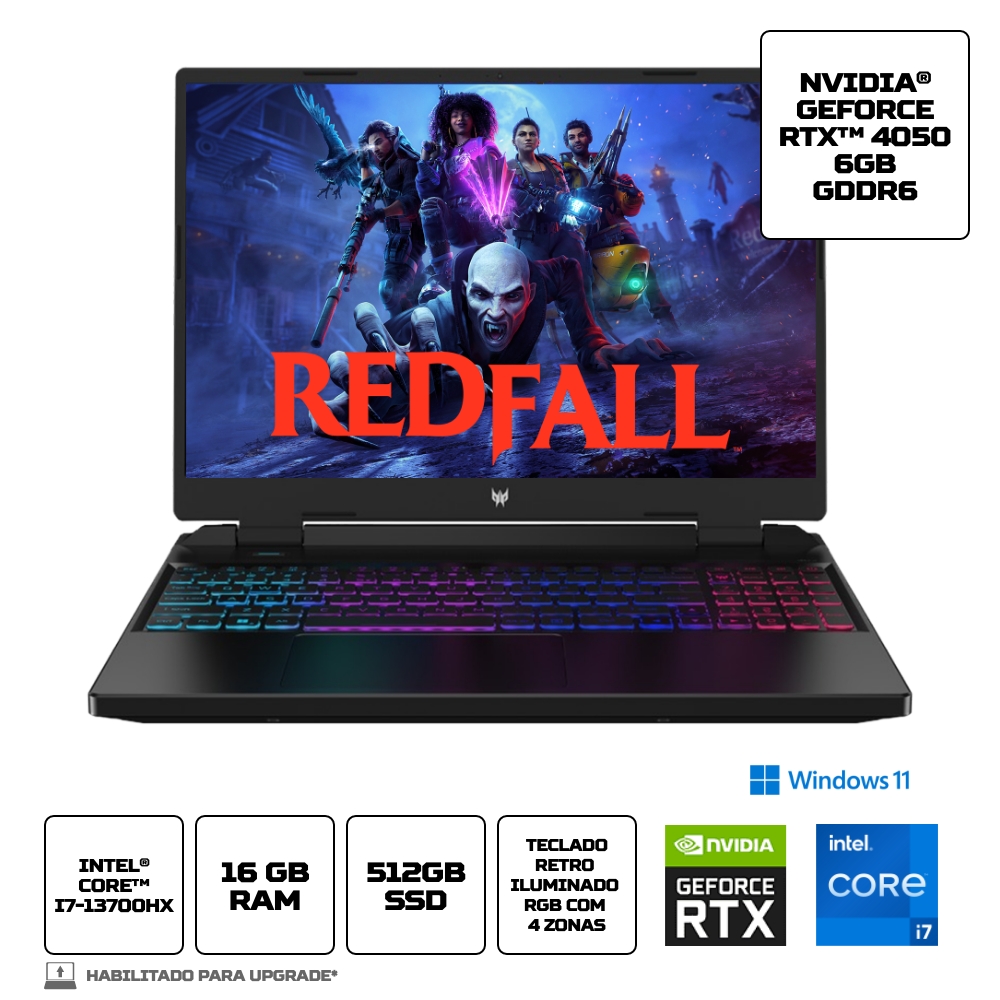 NVIDIA®
GEFORCE
RTX™ 4050
6GB
GDDR6
REDFALL™
Windows 11
INTEL®
CORE™
I7-13700HX
16 GB
RAM
512GB
SSD
TECLADO
RETRO
ILUMINADO
RGB COM
4 ZONAS
NVIDIA
GEFORCE
RTX
intel.
CORE
i7
HABILITADO PARA UPGRADE*